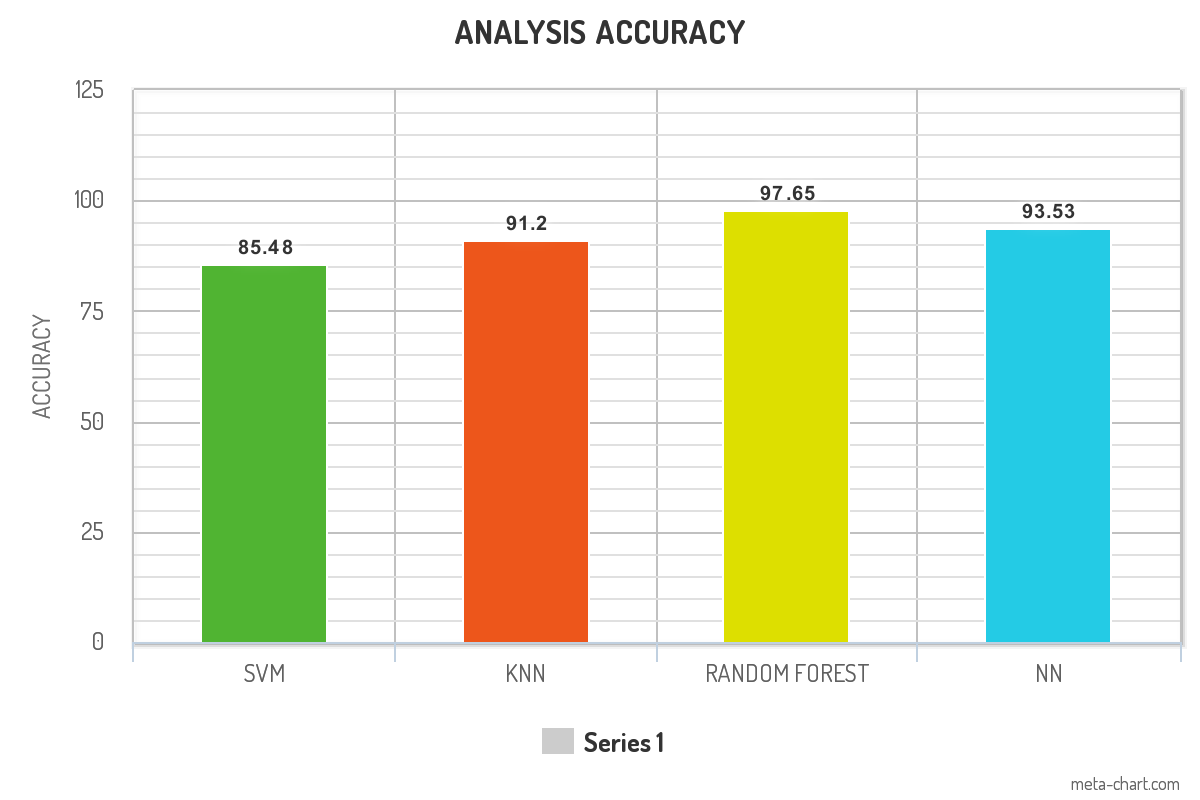 ANALYSIS ACCURACY
125
100
75
50
25
0
ACCURACY
85.48
91.2
97.65
93.53
SVM
KNN
RANDOM FOREST
NN
Series 1
meta-chart.com